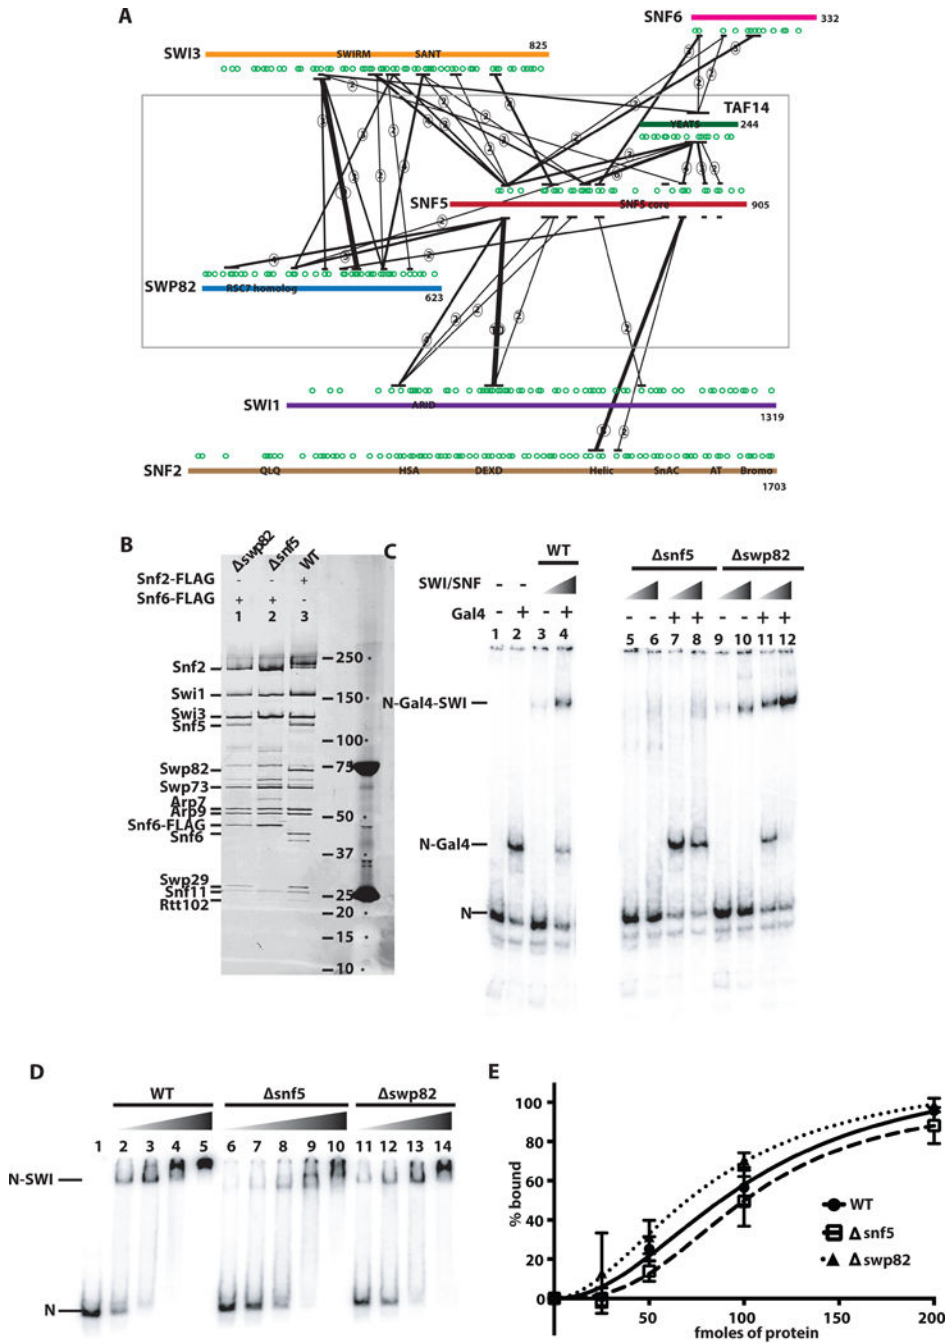 A
SNF6
332
SWI3
825
SWIRM
SANT
TAF14
YEATS
244
SNF5
SNF5 core
905
SWP82
RSC7 homolog
623
SWI1
ARID
1319
SNF2
QLQ
HSA
DEXD
Helic
SnAC
AT
Bromo
1703
B
Δswp82
Δsnf5
WT
Snf2-FLAG - - +
Snf6-FLAG + + -
1 2 3
Snf2
Swi1
Swi3
Snf5
Swp82
Swp73
Arp7
Arp9
Snf6-FLAG
Snf6
Swp29
Snf11
Rtt102
250
150
100
75
50
37
25
20
15
10
C
WT
Δsnf5
Δswp82
SWI/SNF - -
Gal4 - + - + - - + + - - + +
1 2 3 4 5 6 7 8 9 10 11 12
N-Gal4-SWI
N-Gal4
N
D
WT
Δsnf5
Δswp82
1 2 3 4 5 6 7 8 9 10 11 12 13 14
N-SWI
N
E
% bound
100
80
60
40
20
0
50 100 150 200
fmoles of protein
WT
Δ snf5
Δ swp82